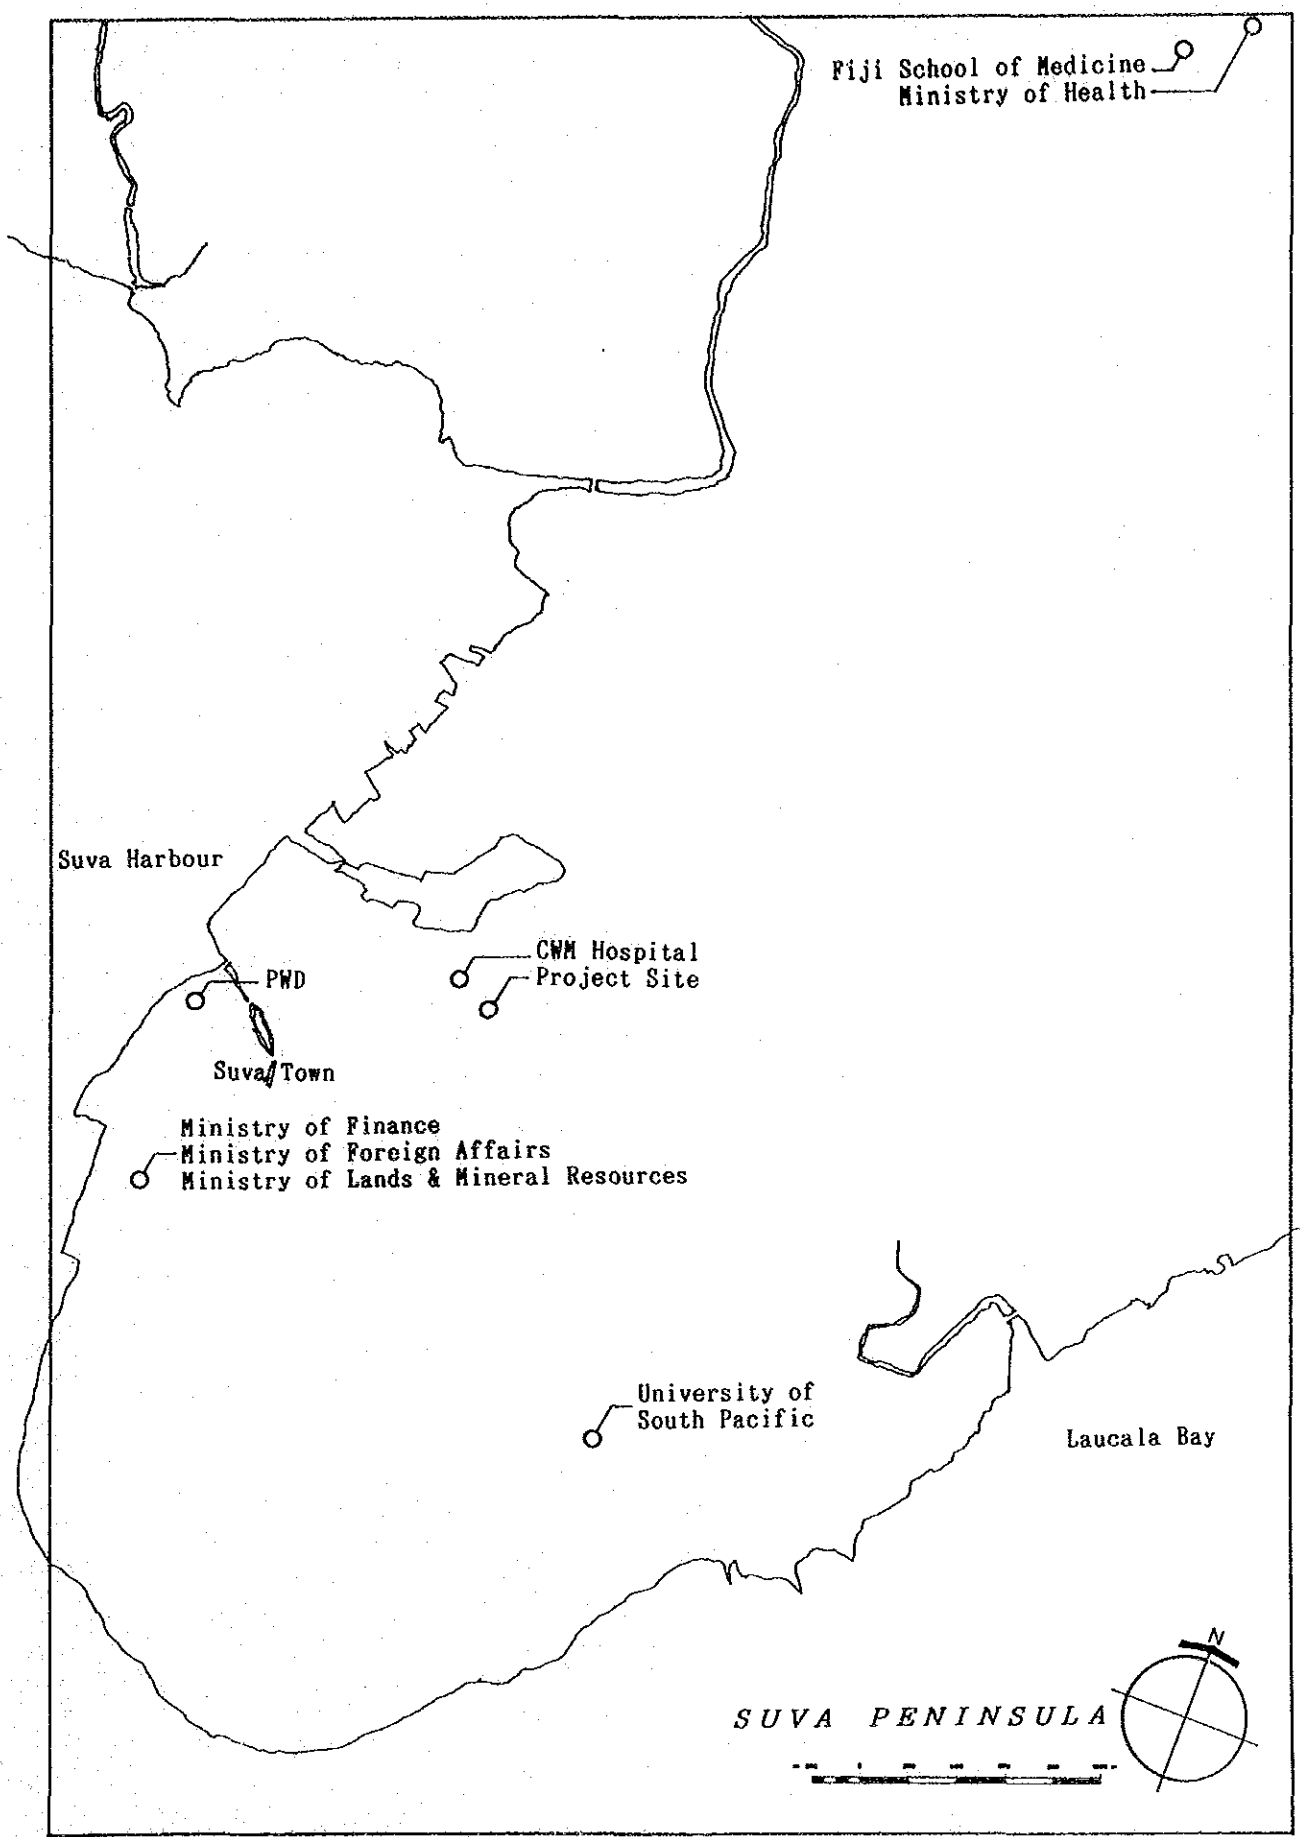 Fiji School of Medicine
Ministry of Health
Suva Harbour
CWM Hospital
Project Site
PWD
Suva Town
Ministry of Finance
Ministry of Foreign Affairs
Ministry of Lands & Mineral Resources
University of
South Pacific
Laucala Bay
N
SUVA PENINSULA